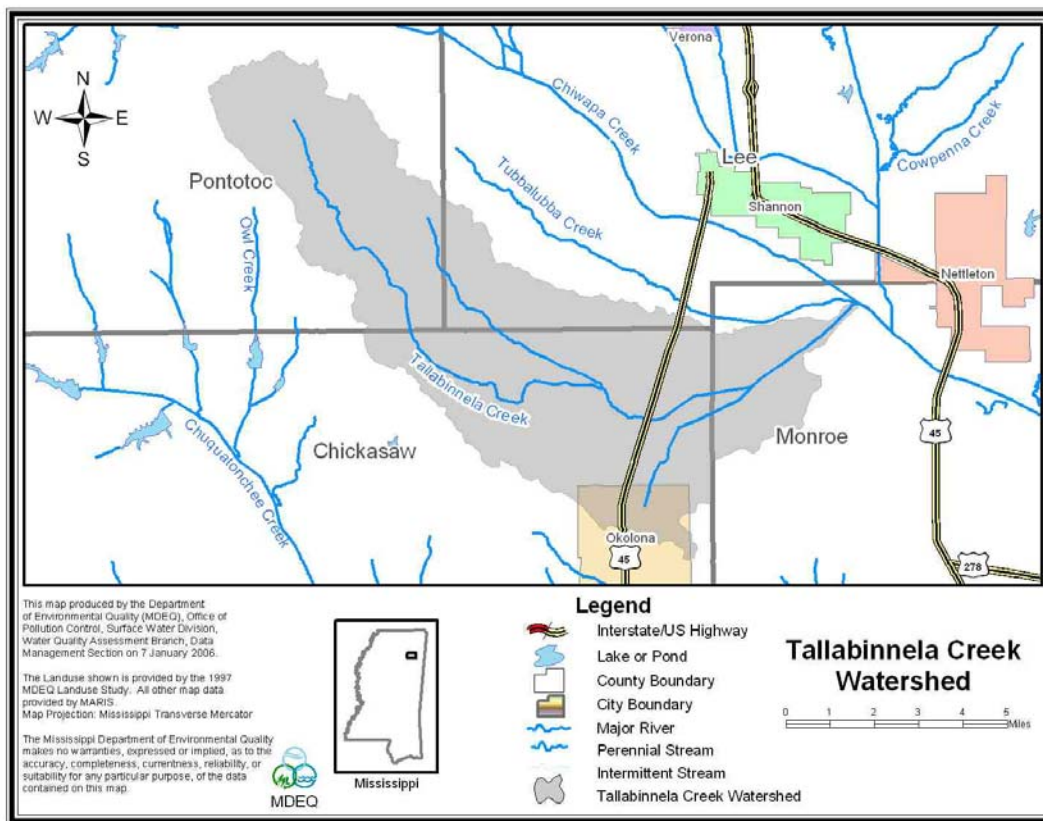 Verona
N
W E
S
Chiwapa Creek
Cowpenna Creek
Lee
Pontotoc
Tubbalubba Creek
Shannon
Owl Creek
Nettleton
Tallabinnela Creek
Chickasaw
Monroe
45
Chuquatonchee Creek
Okolona
45
278
This map produced by the Department
of Environmental Quality (MDEQ), Office of
Pollution Control, Surface Water Division,
Water Quality Assessment Branch, Data
Management Section on 7 January 2006.
The Landuse shown is provided by the 1997
MDEQ Landuse Study. All other map data
provided by MARIS.
Map Projection: Mississippi Transverse Mercator
The Mississippi Department of Environmental Quality
makes no warranties, expressed or implied, as to the
accuracy, completeness, currentness, reliability, or
suitability for any particular purpose, of the data
contained on this map.
MDEQ
Mississippi
Legend
Interstate/US Highway
Lake or Pond
County Boundary
City Boundary
Major River
Perennial Stream
Intermittent Stream
Tallabinnela Creek Watershed
Tallabinnela Creek
Watershed
0 1 2 3 4 5
Miles